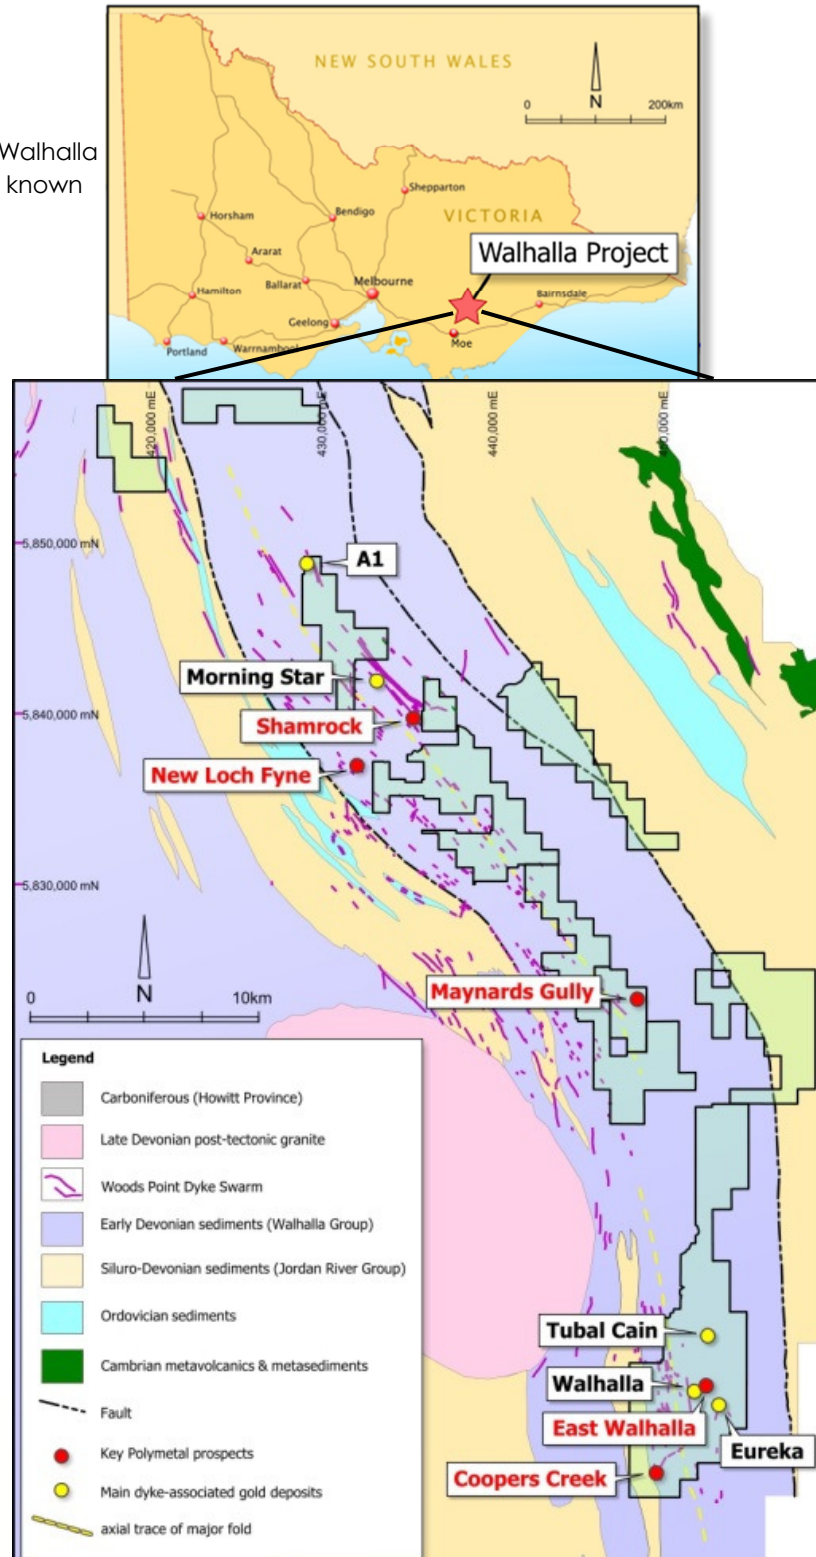 Walhalla
known
NEW SOUTH WALES
N
0 200km
Shepparton
Horsham
Bendigo
VICTORIA
Walhalla Project
Ararat
Hamilton
Ballarat
Melbourne
Bairnsdale
Geelong
Moe
Portland
Warrnambool
420,000 mE
430,000 mE
440,000 mE
5,850,000 mN
A1
Morning Star
5,840,000 mN
Shamrock
New Loch Fyne
5,830,000 mN
Maynards Gully
0 10km
N
Legend
Carboniferous (Howitt Province)
Late Devonian post-tectonic granite
Woods Point Dyke Swarm
Early Devonian sediments (Walhalla Group)
Siluro-Devonian sediments (Jordan River Group)
Ordovician sediments
Cambrian metavolcanics & metasediments
Fault
Key Polymetal prospects
Main dyke-associated gold deposits
axial trace of major fold
Tubal Cain
Walhalla
East Walhalla
Eureka
Coopers Creek